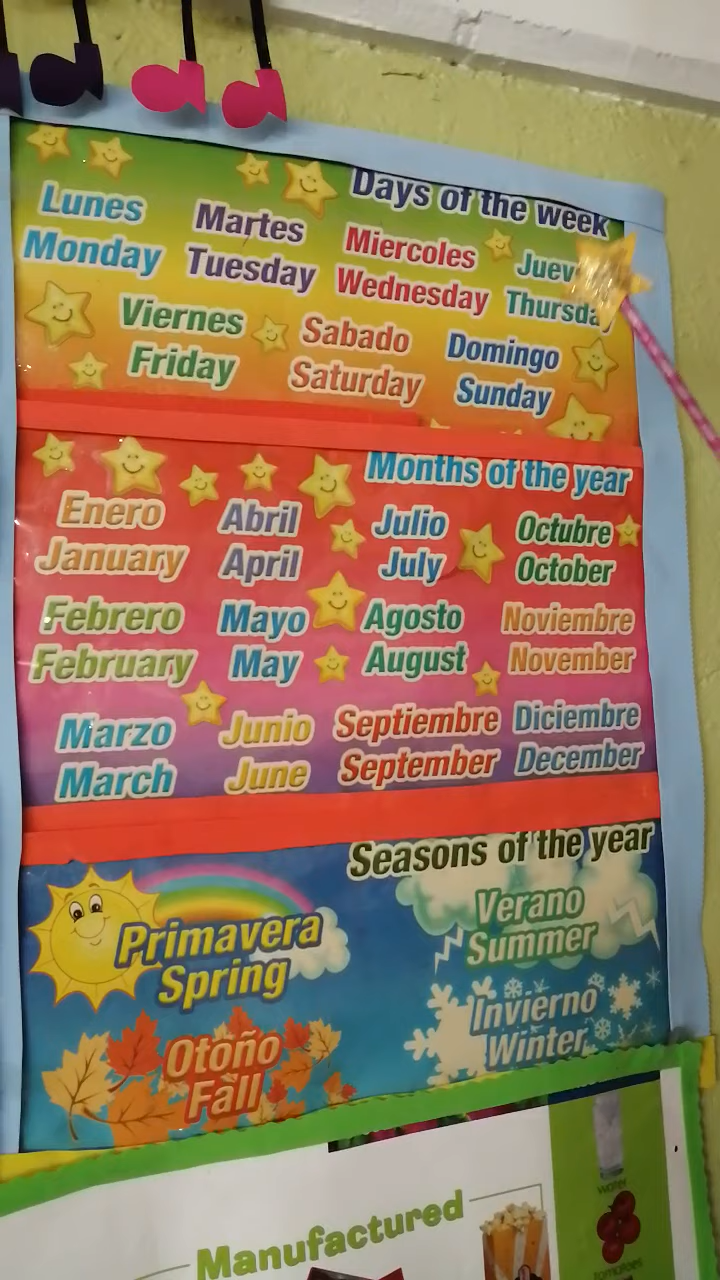 Days of the week
Lunes Martes Miercoles
Monday Tuesday Wednesday Thursday
Viernes Sabado Domingo
Friday Saturday Sunday
Months of the year
Enero Abril Julio Octubre
January April July October
Febrero Mayo Agosto Noviembre
February May August November
Marzo Junio Septiembre Diciembre
March June September December
Seasons of the year
Primavera Verano
Spring Summer
Otoño Invierno
Fall Winter
Manufactured
water
tomatoes